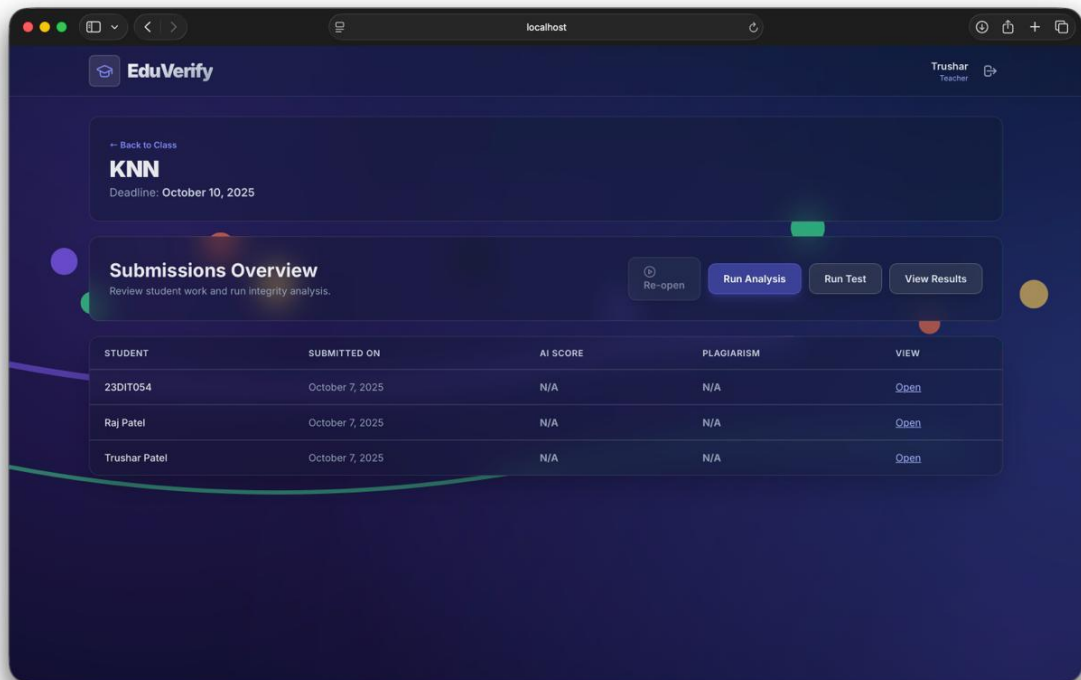 localhost
EduVerify
Trushar
Teacher
← Back to Class
KNN
Deadline: October 10, 2025
Submissions Overview
Review student work and run integrity analysis.
Re-open
Run Analysis
Run Test
View Results
STUDENT SUBMITTED ON AI SCORE PLAGIARISM VIEW
23DIT054 October 7, 2025 N/A N/A Open
Raj Patel October 7, 2025 N/A N/A Open
Trushar Patel October 7, 2025 N/A N/A Open